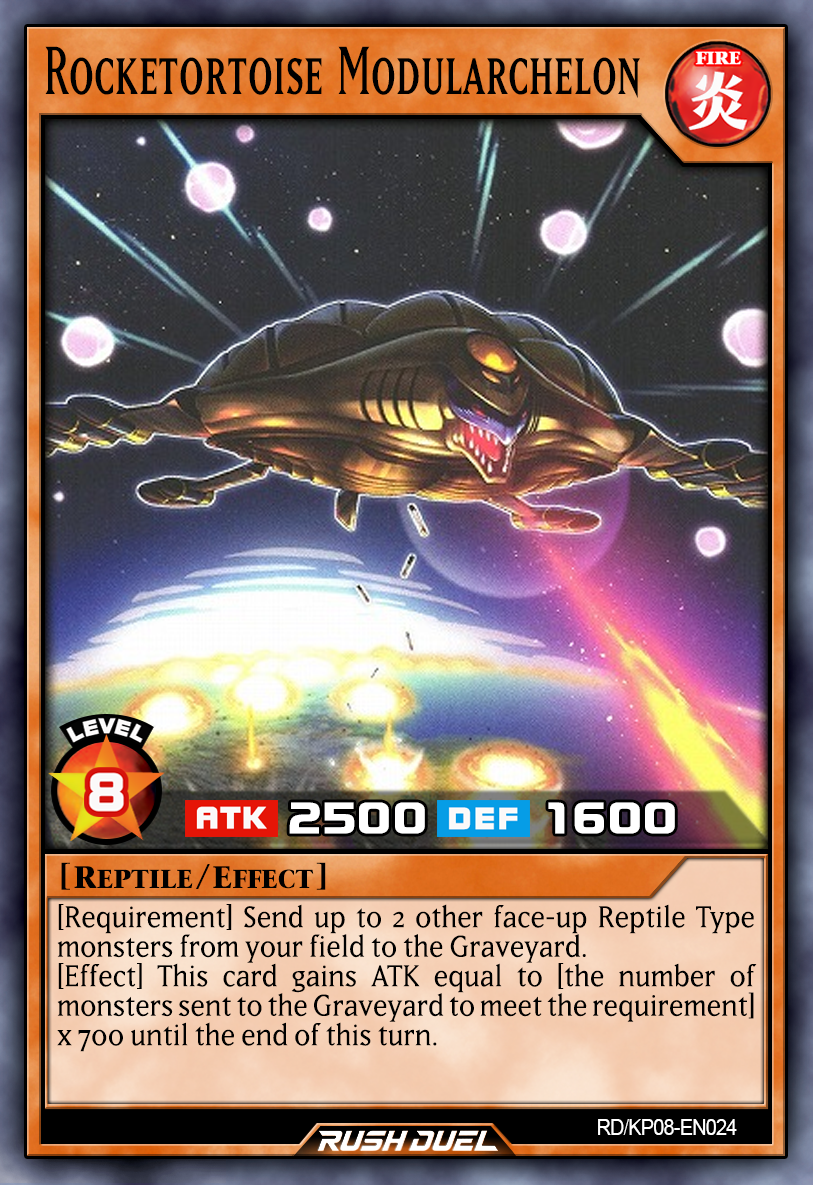 Rocketortoise Modularchelon
FIRE
炎
LEVEL
8
ATK 2500 DEF 1600
[Reptile/Effect]
[Requirement] Send up to 2 other face-up Reptile Type
monsters from your field to the Graveyard.
[Effect] This card gains ATK equal to [the number of
monsters sent to the Graveyard to meet the requirement]
x 700 until the end of this turn.
RUSH DUEL
RD/KP08-EN024